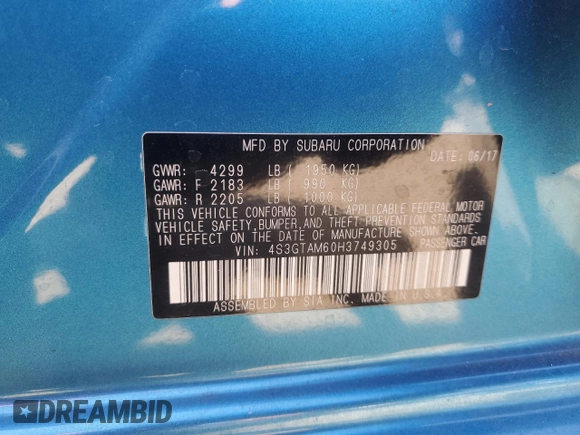 MFD BY SUBARU CORPORATION
DATE: 06/17
GVWR: 4299 LB ( 1950 KG)
GAWR: F 2183 LB ( 990 KG)
GAWR: R 2205 LB ( 1000 KG)
THIS VEHICLE CONFORMS TO ALL APPLICABLE FEDERAL MOTOR
VEHICLE SAFETY, BUMPER, AND THEFT PREVENTION STANDARDS
IN EFFECT ON THE DATE OF MANUFACTURE SHOWN ABOVE.
VIN: 4S3GTAM60H3749305 PASSENGER CAR
ASSEMBLED BY SIA INC. MADE IN U.S.A.
DREAMBID